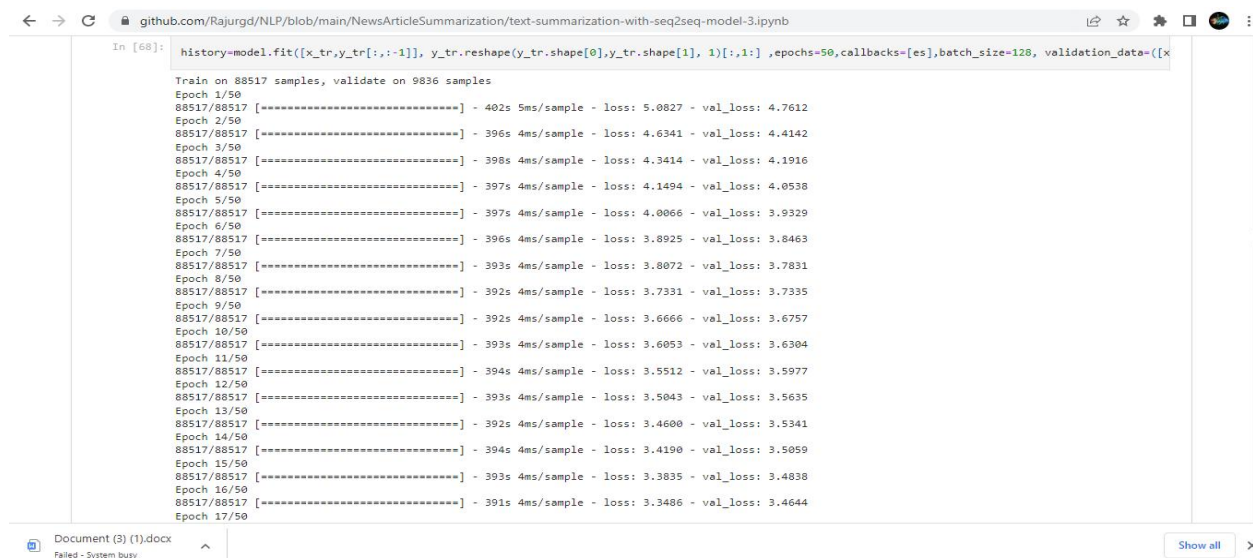 github.com/Rajurgd/NLP/blob/main/NewsArticleSummarization/text-summarization-with-seq2seq-model-3.ipynb
In [68]: history=model.fit([x_tr,y_tr[:,:-1]], y_tr.reshape(y_tr.shape[0],y_tr.shape[1], 1)[:,1:] ,epochs=50,callbacks=[es],batch_size=128, validation_data=([x
Train on 88517 samples, validate on 9836 samples
Epoch 1/50
88517/88517 [==============================] - 402s 5ms/sample - loss: 5.0827 - val_loss: 4.7612
Epoch 2/50
88517/88517 [==============================] - 396s 4ms/sample - loss: 4.6341 - val_loss: 4.4142
Epoch 3/50
88517/88517 [==============================] - 398s 4ms/sample - loss: 4.3414 - val_loss: 4.1916
Epoch 4/50
88517/88517 [==============================] - 397s 4ms/sample - loss: 4.1494 - val_loss: 4.0538
Epoch 5/50
88517/88517 [==============================] - 397s 4ms/sample - loss: 4.0066 - val_loss: 3.9329
Epoch 6/50
88517/88517 [==============================] - 396s 4ms/sample - loss: 3.8925 - val_loss: 3.8463
Epoch 7/50
88517/88517 [==============================] - 393s 4ms/sample - loss: 3.8072 - val_loss: 3.7831
Epoch 8/50
88517/88517 [==============================] - 392s 4ms/sample - loss: 3.7331 - val_loss: 3.7335
Epoch 9/50
88517/88517 [==============================] - 392s 4ms/sample - loss: 3.6666 - val_loss: 3.6757
Epoch 10/50
88517/88517 [==============================] - 393s 4ms/sample - loss: 3.6053 - val_loss: 3.6304
Epoch 11/50
88517/88517 [==============================] - 394s 4ms/sample - loss: 3.5512 - val_loss: 3.5977
Epoch 12/50
88517/88517 [==============================] - 393s 4ms/sample - loss: 3.5043 - val_loss: 3.5635
Epoch 13/50
88517/88517 [==============================] - 392s 4ms/sample - loss: 3.4600 - val_loss: 3.5341
Epoch 14/50
88517/88517 [==============================] - 394s 4ms/sample - loss: 3.4190 - val_loss: 3.5059
Epoch 15/50
88517/88517 [==============================] - 393s 4ms/sample - loss: 3.3835 - val_loss: 3.4838
Epoch 16/50
88517/88517 [==============================] - 391s 4ms/sample - loss: 3.3486 - val_loss: 3.4644
Epoch 17/50
Document (3) (1).docx
Failed - System busy
Show all